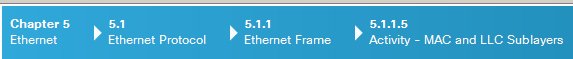 Chapter 5
Ethernet
5.1
Ethernet Protocol
5.1.1
Ethernet Frame
5.1.1.5
Activity - MAC and LLC Sublayers